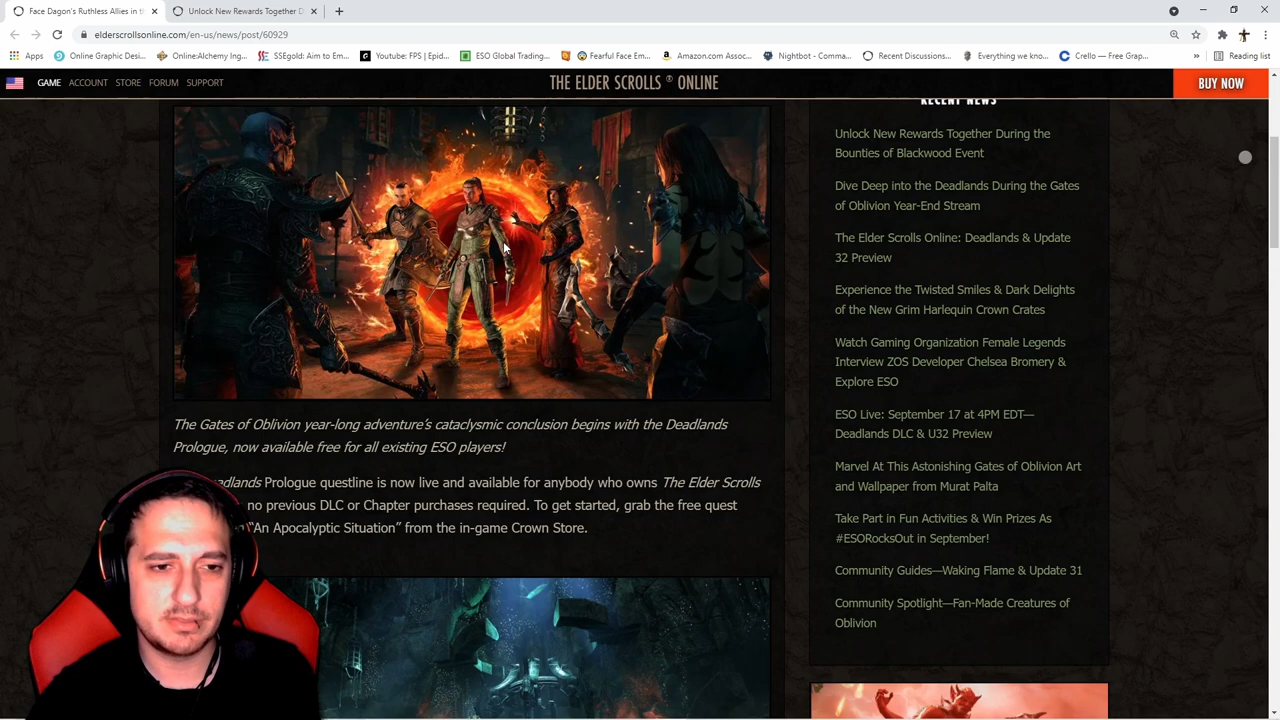 Face Dagon's Ruthless Allies in th
Unlock New Rewards Together D
elderscrollsonline.com/en-us/news/post/60929
Apps
Online Graphic Desi...
Online:Alchemy Ing...
SSEgold: Aim to Em...
Youtube: FPS | Epid...
ESO Global Trading...
Fearful Face Em...
Amazon.com Assoc...
Nightbot - Comma...
Recent Discussions...
Everything we kno...
Crello — Free Grap...
»
Reading list
GAME ACCOUNT STORE FORUM SUPPORT
THE ELDER SCROLLS ® ONLINE
BUY NOW
RECENT NEWS
The Gates of Oblivion year-long adventure's cataclysmic conclusion begins with the Deadlands
Prologue, now available free for all existing ESO players!
Prologue questline is now live and available for anybody who owns The Elder Scrolls
no previous DLC or Chapter purchases required. To get started, grab the free quest
"An Apocalyptic Situation" from the in-game Crown Store.
Unlock New Rewards Together During the
Bounties of Blackwood Event
Dive Deep into the Deadlands During the Gates
of Oblivion Year-End Stream
The Elder Scrolls Online: Deadlands & Update
32 Preview
Experience the Twisted Smiles & Dark Delights
of the New Grim Harlequin Crown Crates
Watch Gaming Organization Female Legends
Interview ZOS Developer Chelsea Bromery &
Explore ESO
ESO Live: September 17 at 4PM EDT—
Deadlands DLC & U32 Preview
Marvel At This Astonishing Gates of Oblivion Art
and Wallpaper from Murat Palta
Take Part in Fun Activities & Win Prizes As
#ESORocksOut in September!
Community Guides—Waking Flame & Update 31
Community Spotlight—Fan-Made Creatures of
Oblivion